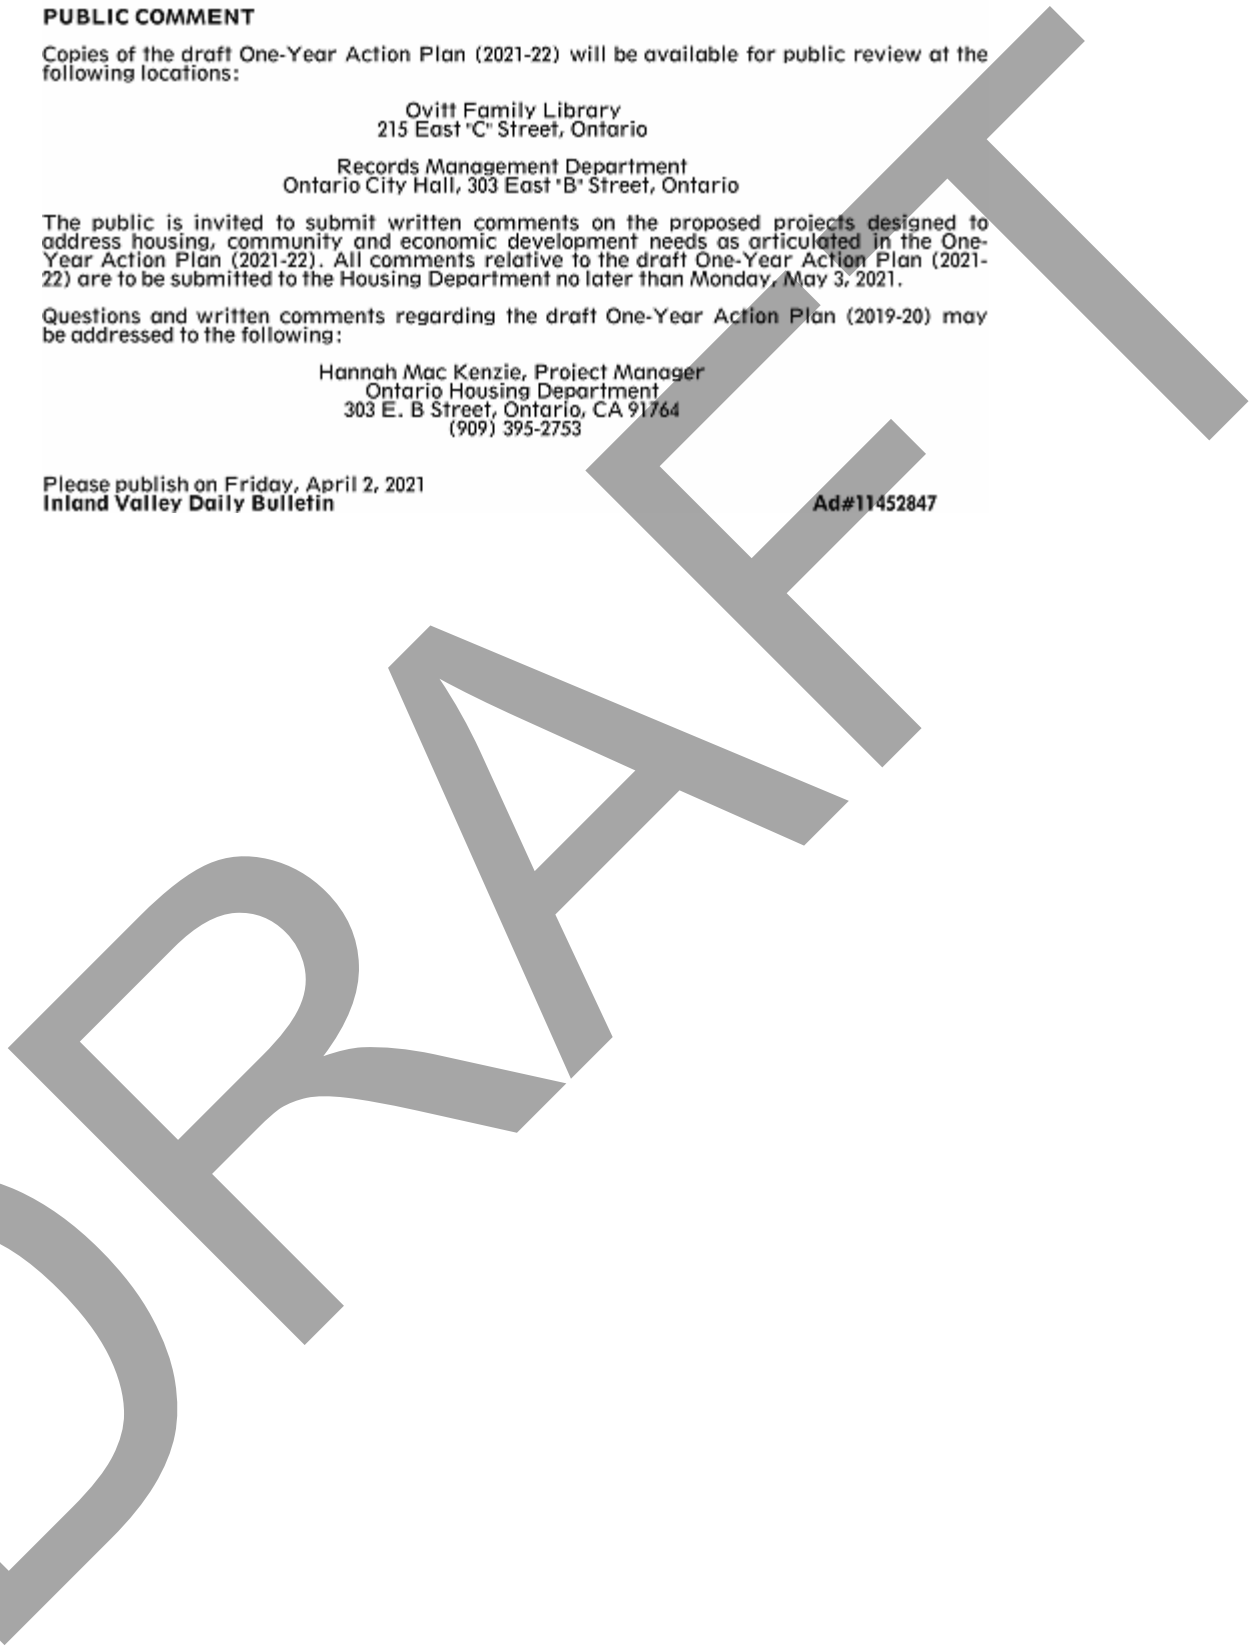 PUBLIC COMMENT
Copies of the draft One-Year Action Plan (2021-22) will be available for public review at the
following locations:
Ovitt Family Library
215 East "C" Street, Ontario
Records Management Department
Ontario City Hall, 303 East "B" Street, Ontario
The public is invited to submit written comments on the proposed projects designed to
address housing, community and economic development needs as articulated in the One-
Year Action Plan (2021-22). All comments relative to the draft One-Year Action Plan (2021-
22) are to be submitted to the Housing Department no later than Monday, May 3, 2021.
Questions and written comments regarding the draft One-Year Action Plan (2019-20) may
be addressed to the following:
Hannah Mac Kenzie, Project Manager
Ontario Housing Department
303 E. B Street, Ontario, CA 91764
(909) 395-2753
Please publish on Friday, April 2, 2021
Inland Valley Daily Bulletin Ad#11452847
DRAFT